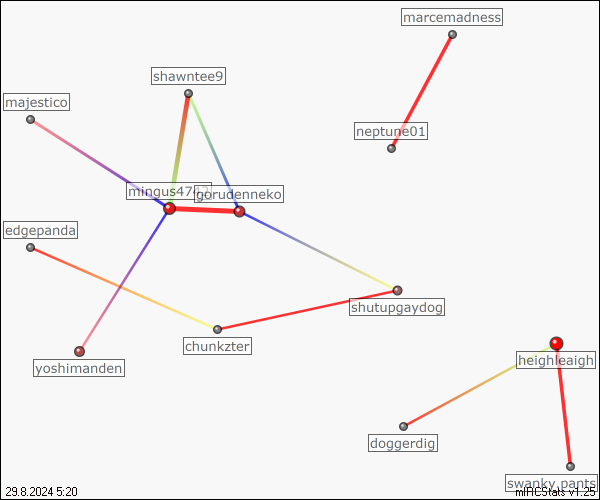 marcemadness
shawntee9
majestico
neptune01
mingus4742
gorudenneko
edgepanda
shutupgaydog
chunkzter
heighleaigh
yoshimanden
doggerdig
swanky.pants
29.8.2024 5:20
mIRCStats v1.25